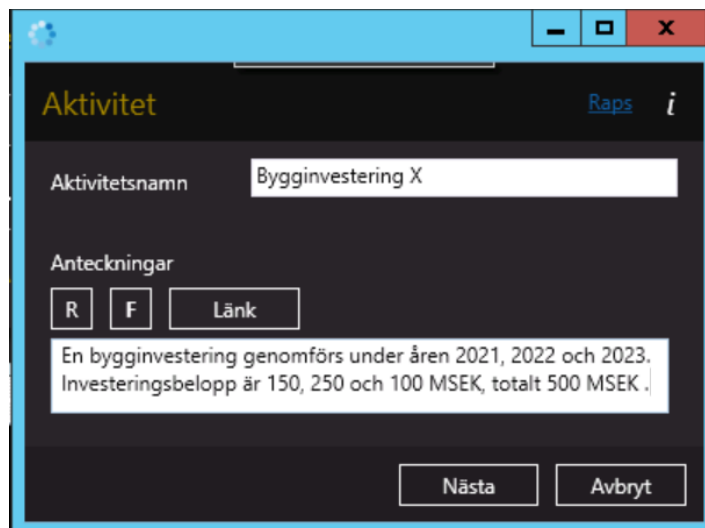 Aktivitet
Raps i
Aktivitetsnamn
Bygginvestering X
Anteckningar
R F Länk
En bygginvestering genomförs under åren 2021, 2022 och 2023.
Investeringsbelopp är 150, 250 och 100 MSEK, totalt 500 MSEK .
Nästa Avbryt